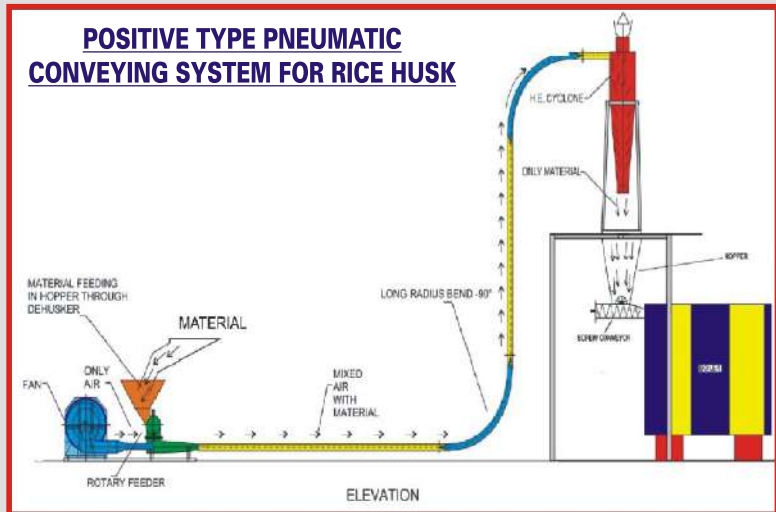 POSITIVE TYPE PNEUMATIC
CONVEYING SYSTEM FOR RICE HUSK
H.E. CYCLONE
ONLY MATERIAL
HOPPER
MATERIAL FEEDING
IN HOPPER THROUGH
DEHUSKER
LONG RADIUS BEND -90°
MATERIAL
SCREW CONVEYOR
ONLY
AIR
FAN
MIXED
AIR
WITH
MATERIAL
ROTARY FEEDER
ELEVATION